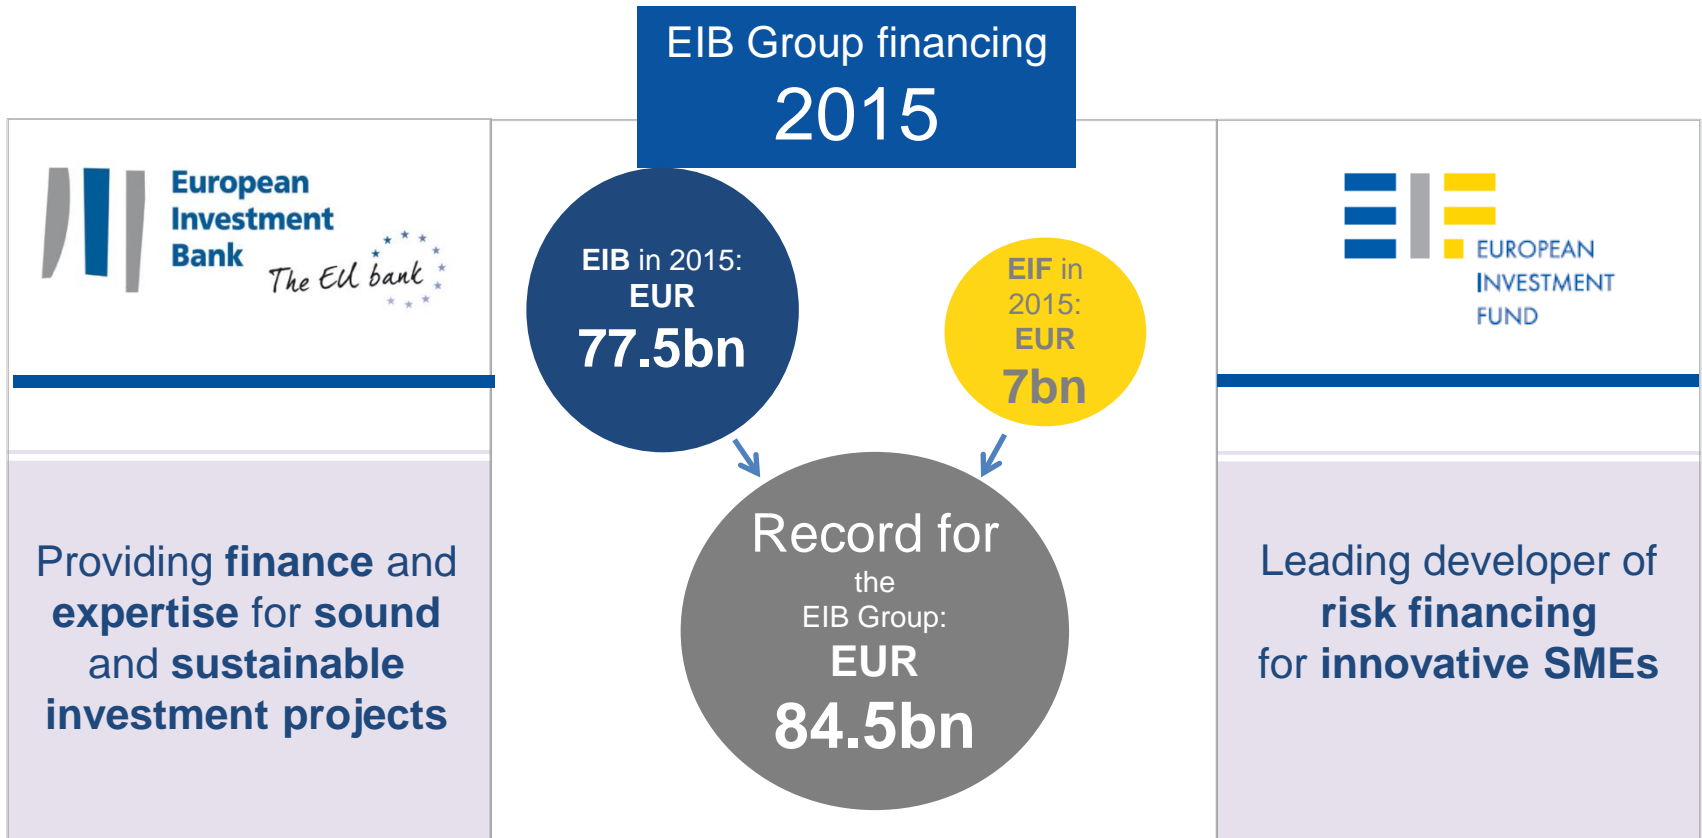 EIB Group financing
2015
European
Investment
Bank
The EU bank
EIB in 2015:
EUR
77.5bn
EIF in
2015:
EUR
7bn
EIF
EUROPEAN
INVESTMENT
FUND
Record for
the
EIB Group:
EUR
84.5bn
Providing finance and
expertise for sound
and sustainable
investment projects
Leading developer of
risk financing
for innovative SMEs